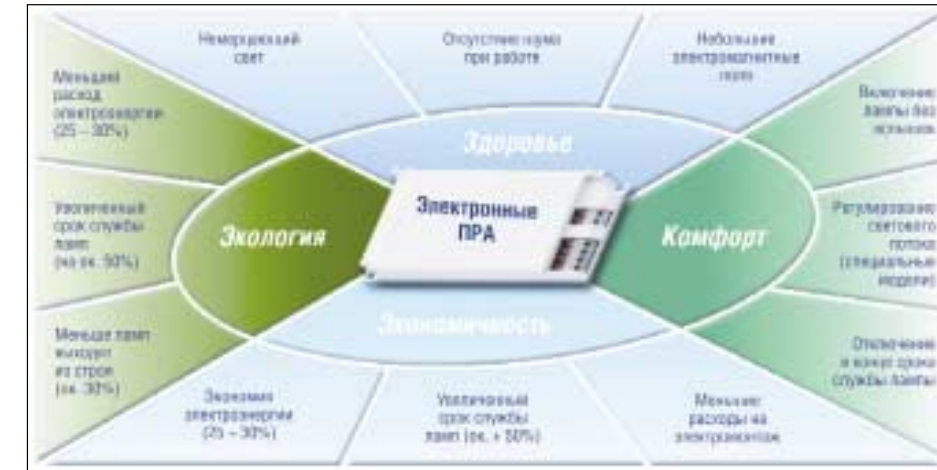 Немерцающий
свет
Отсутствие шума
при работе
Небольшие
электромагнитные
поля
Меньший
расход
электроэнергии
(25 – 30%)
Включение
лампы без
Здоровье
Увеличенный
срок службы
ламп
(на ок. 50%)
Экология
Электронные
ПРА
Комфорт
Регулирование
светового
потока
(специальные
модели)
Экономичность
Меньше ламп
выходит
из строя
(ок. 30%)
Отключение
в конце срока
службы лампы
Экономия
электроэнергии
(25 – 30%)
Увеличенный
срок службы
ламп (ок. + 50%)
Меньшие
расходы на
электромонтаж